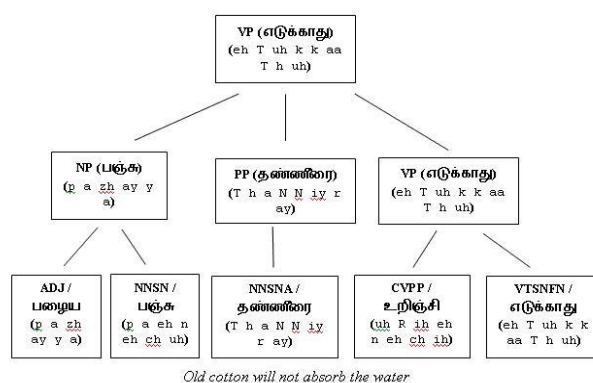 VP (எடுக்காது)
(eh T uh k k aa
T h uh)
NP (பஞ்சு)
(p a zh ay y
a)
PP (தண்ணீரை)
(T h a N N iy r
ay)
VP (எடுக்காது)
(eh T uh k k aa
T h uh)
ADJ /
பழைய
(p a zh
ay y a)
NNSN /
பஞ்சு
(p a eh n
eh ch uh)
NNSNA /
தண்ணீரை
(T h a N N iy
r ay)
CVPP /
உறிஞ்சி
(uh R ih eh
n eh ch ih)
VTSNFN /
எடுக்காது
(eh T uh k k
aa T h uh)
Old cotton will not absorb the water